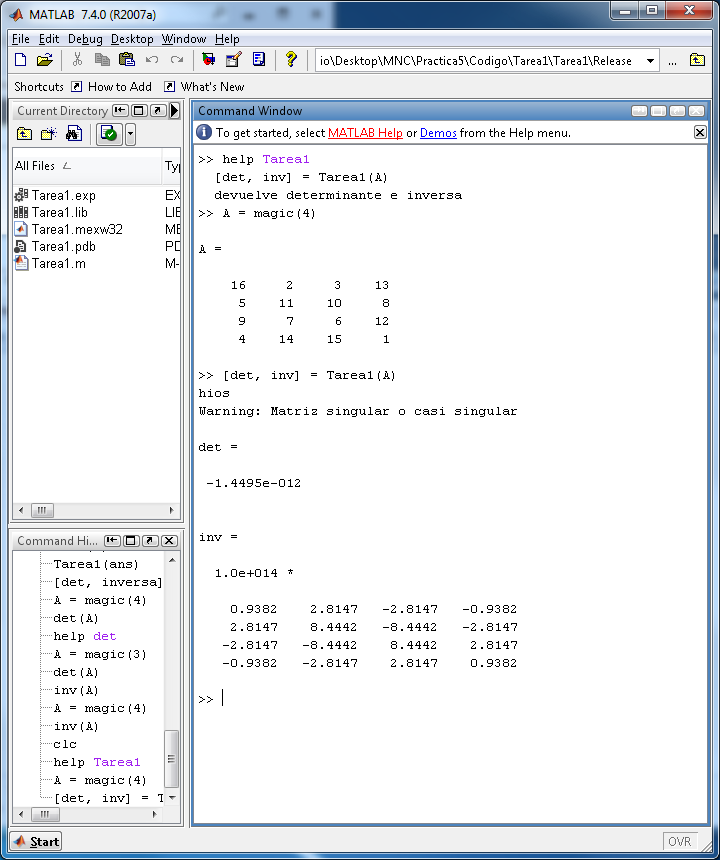 MATLAB 7.4.0 (R2007a)
File Edit Debug Desktop Window Help
io\Desktop\MNC\Practica5\Codigo\Tarea1\Tarea1\Release ...
Shortcuts How to Add What's New
Current Directory
All Files Ty
Tarea1.exp EX
Tarea1.lib LIE
Tarea1.mexw32 ME
Tarea1.pdb PD
Tarea1.m M-
Command Hi...
Tarea1(ans)
[det, inversa]
A = magic(4)
det(A)
help det
A = magic(3)
det(A)
inv(A)
A = magic(4)
inv(A)
clc
help Tarea1
A = magic(4)
[det, inv] = T
Command Window
To get started, select MATLAB Help or Demos from the Help menu.
>> help Tarea1
[det, inv] = Tarea1(A)
devuelve determinante e inversa
>> A = magic(4)
A =
16 2 3 13
5 11 10 8
9 7 6 12
4 14 15 1
>> [det, inv] = Tarea1(A)
hios
Warning: Matriz singular o casi singular
det =
-1.4495e-012
inv =
1.0e+014 *
0.9382 2.8147 -2.8147 -0.9382
2.8147 8.4442 -8.4442 -2.8147
-2.8147 -8.4442 8.4442 2.8147
-0.9382 -2.8147 2.8147 0.9382
>>
Start
OVR